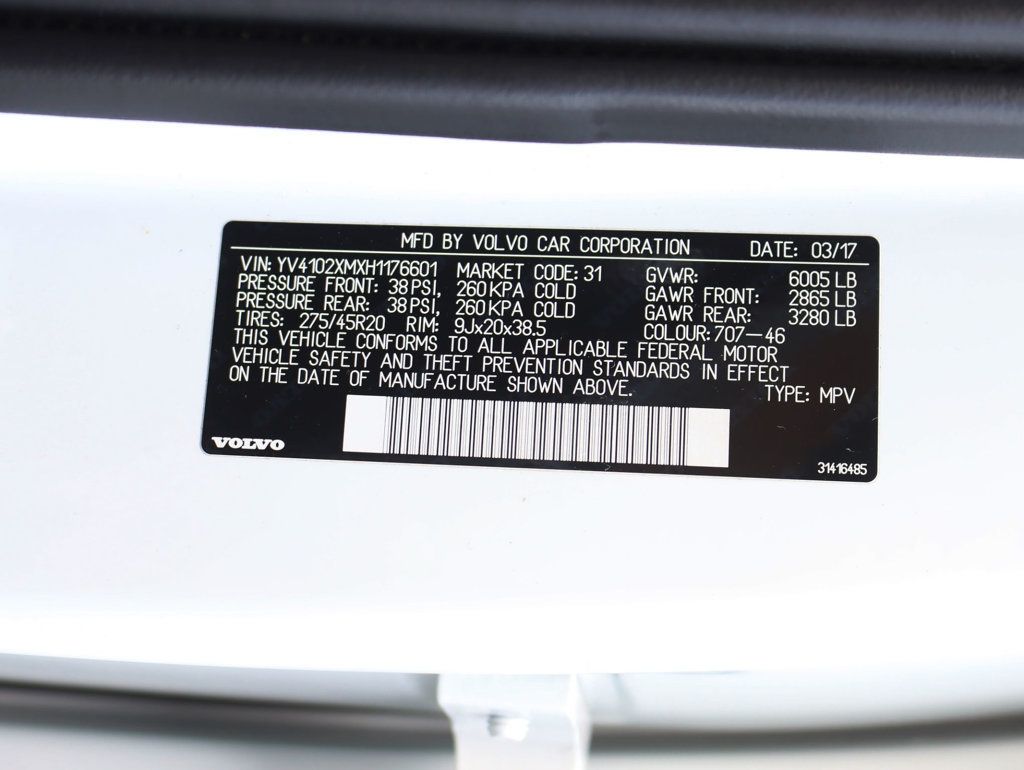 MFD BY VOLVO CAR CORPORATION DATE: 03/17
VIN: YV4102XMXH1176601 MARKET CODE: 31 GVWR: 6005 LB
PRESSURE FRONT: 38 PSI, 260 KPA COLD GAWR FRONT: 2865 LB
PRESSURE REAR: 38 PSI, 260 KPA COLD GAWR REAR: 3280 LB
TIRES: 275/45R20 RIM: 9Jx20x38.5 COLOUR: 707-46
THIS VEHICLE CONFORMS TO ALL APPLICABLE FEDERAL MOTOR
VEHICLE SAFETY AND THEFT PREVENTION STANDARDS IN EFFECT
ON THE DATE OF MANUFACTURE SHOWN ABOVE. TYPE: MPV
VOLVO
31416485